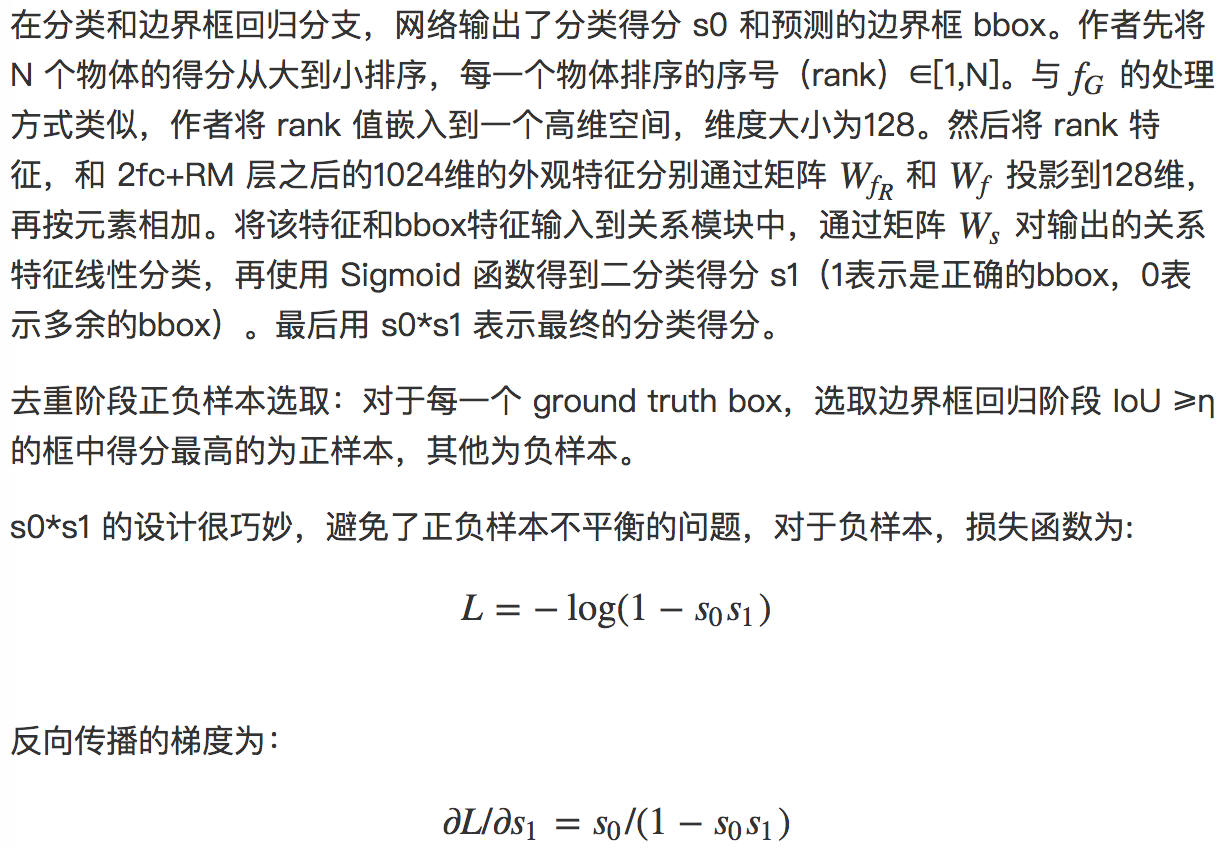 在分类和边界框回归分支，网络输出了分类得分 s0 和预测的边界框 bbox。作者先将
N 个物体的得分从大到小排序，每一个物体排序的序号（rank）∈[1,N]。与 f_G 的处理
方式类似，作者将 rank 值嵌入到一个高维空间，维度大小为128。然后将 rank 特
征，和 2fc+RM 层之后的1024维的外观特征分别通过矩阵 W_{f_R} 和 W_f 投影到128维，
再按元素相加。将该特征和bbox特征输入到关系模块中，通过矩阵 W_s 对输出的关系
特征线性分类，再使用 Sigmoid 函数得到二分类得分 s1（1表示是正确的bbox，0表
示多余的bbox）。最后用 s0*s1 表示最终的分类得分。
去重阶段正负样本选取：对于每一个 ground truth box，选取边界框回归阶段 IoU ⩾η
的框中得分最高的为正样本，其他为负样本。
s0*s1 的设计很巧妙，避免了正负样本不平衡的问题，对于负样本，损失函数为:
L = − log(1 − s_0 s_1)
反向传播的梯度为：
∂L/∂s_1 = s_0/(1 − s_0 s_1)